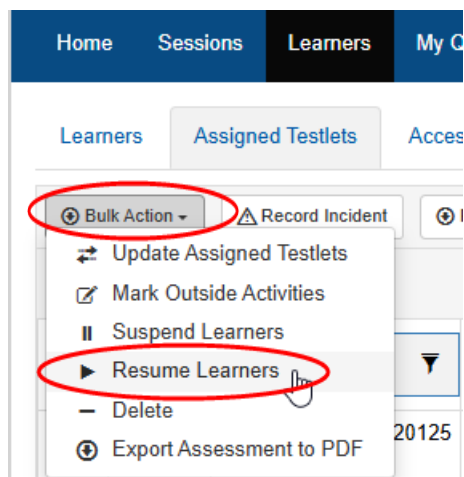 Home Sessions Learners My
Learners Assigned Testlets
Bulk Action Record Incident
Update Assigned Testlets
Mark Outside Activities
Suspend Learners
Resume Learners
Delete
20125
Export Assessment to PDF